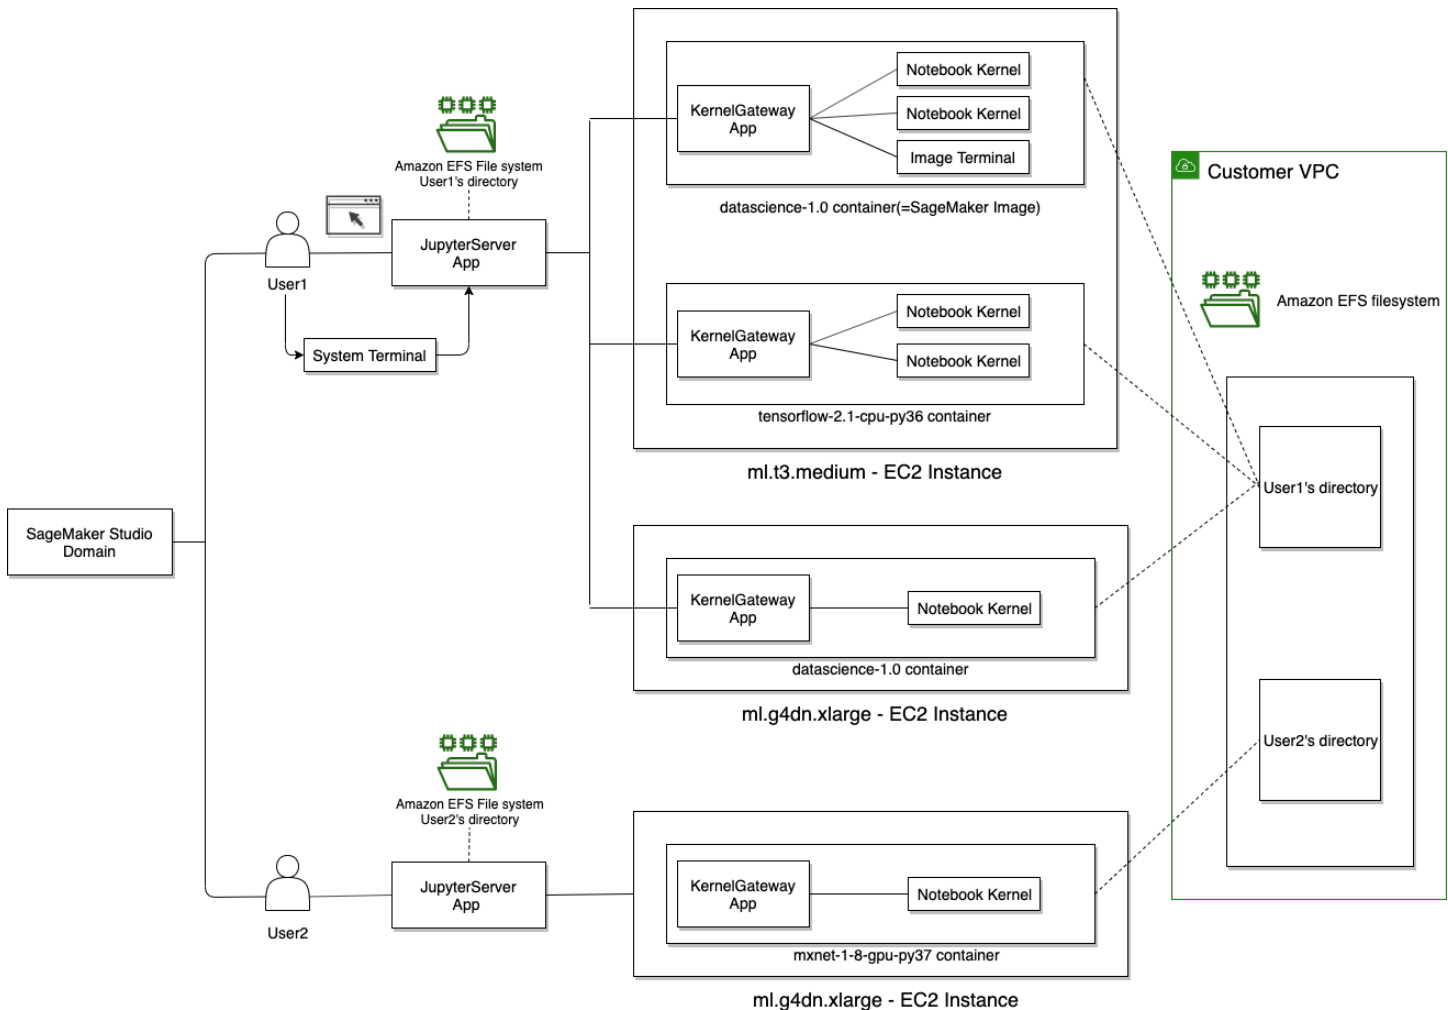 Notebook Kernel
KernelGateway
App
Notebook Kernel
Image Terminal
datascience-1.0 container(=SageMaker Image)
Amazon EFS File system
User1's directory
JupyterServer
App
User1
System Terminal
Notebook Kernel
KernelGateway
App
Notebook Kernel
tensorflow-2.1-cpu-py36 container
ml.t3.medium - EC2 Instance
Customer VPC
Amazon EFS filesystem
User1's directory
User2's directory
SageMaker Studio
Domain
KernelGateway
App
Notebook Kernel
datascience-1.0 container
ml.g4dn.xlarge - EC2 Instance
Amazon EFS File system
User2's directory
JupyterServer
App
User2
KernelGateway
App
Notebook Kernel
mxnet-1-8-gpu-py37 container
ml.g4dn.xlarge - EC2 Instance